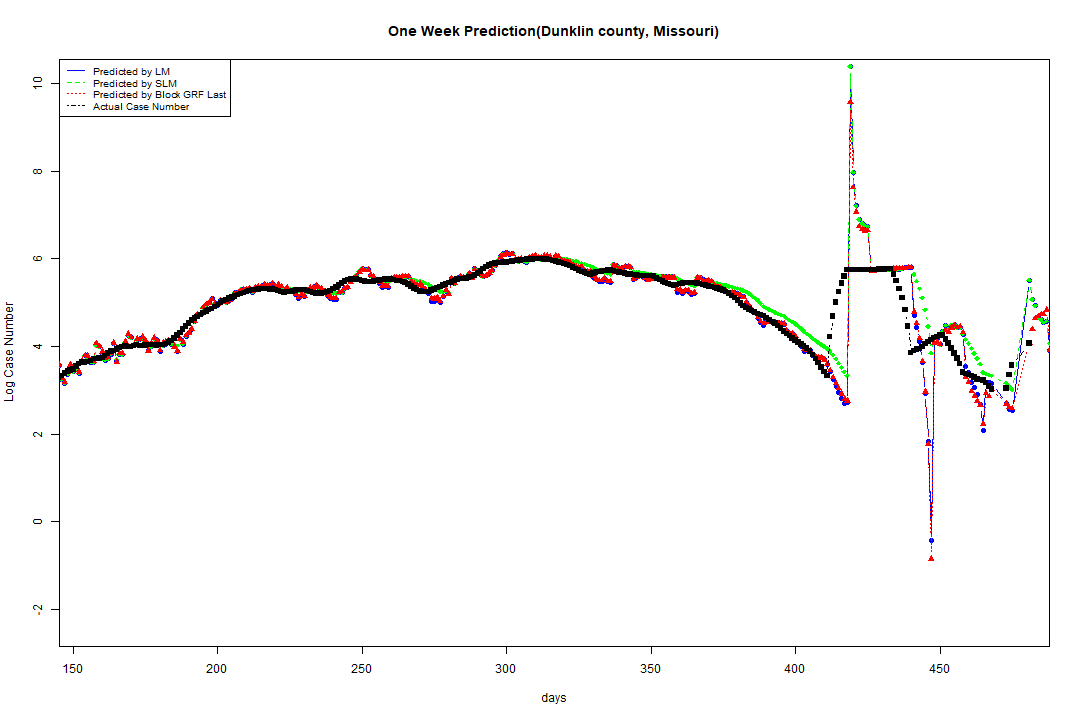 One Week Prediction(Dunklin county, Missouri)
Predicted by LM
Predicted by SLM
Predicted by Block GRF Last
Actual Case Number
10
8
6
4
2
0
-2
Log Case Number
150 200 250 300 350 400 450
days